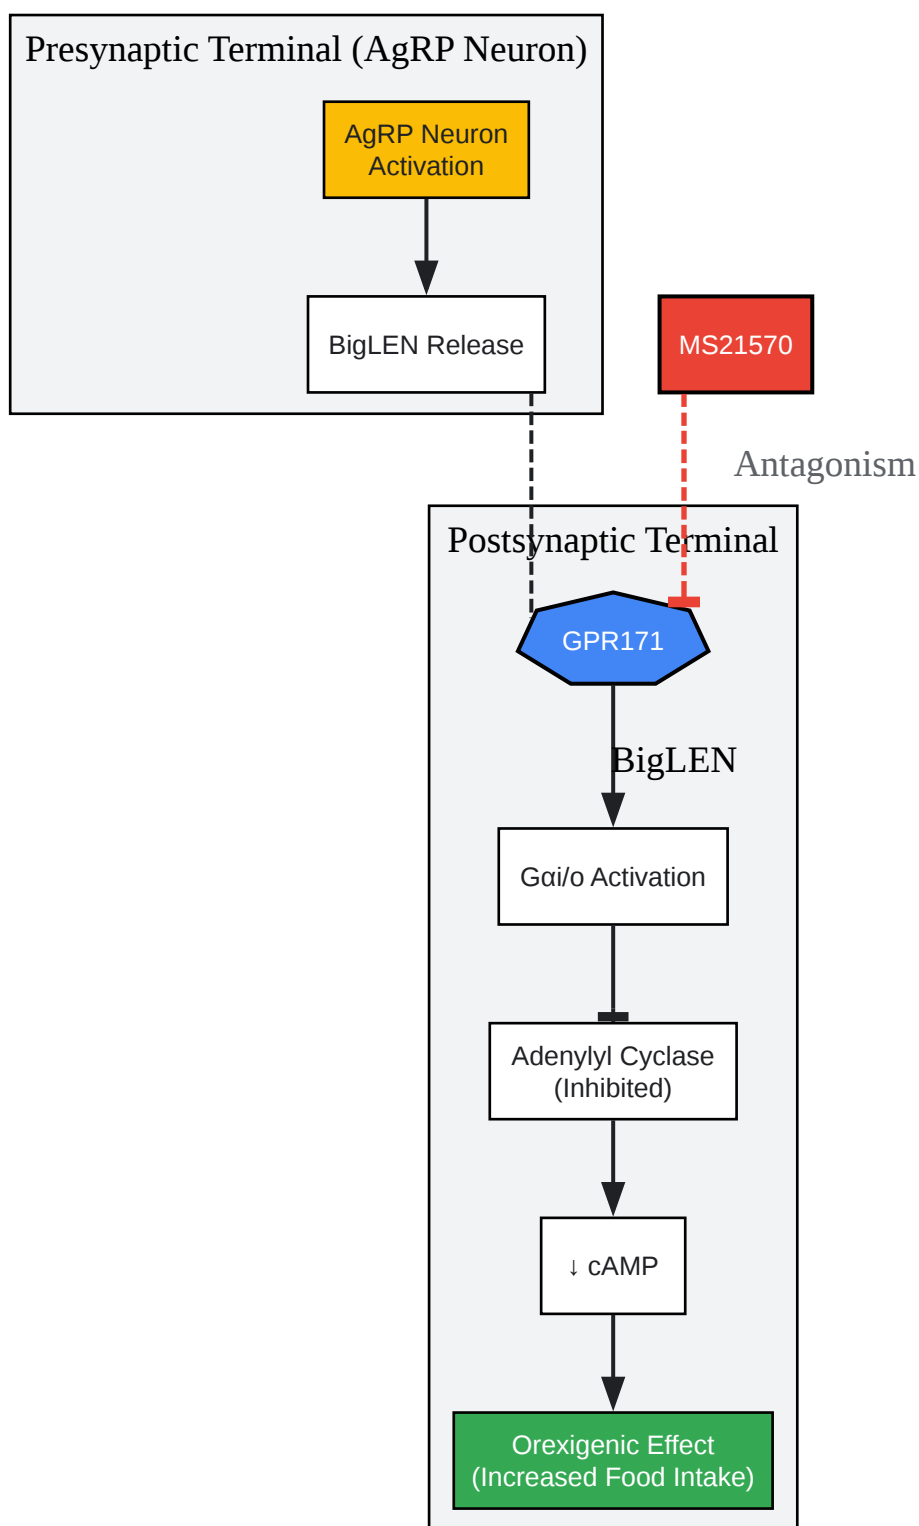 Presynaptic Terminal (AgRP Neuron)
AgRP Neuron
Activation
BigLEN Release
MS21570
Antagonism
Postsynaptic Terminal
GPR171
BigLEN
Gαi/o Activation
Adenylyl Cyclase
(Inhibited)
↓ cAMP
Orexigenic Effect
(Increased Food Intake)